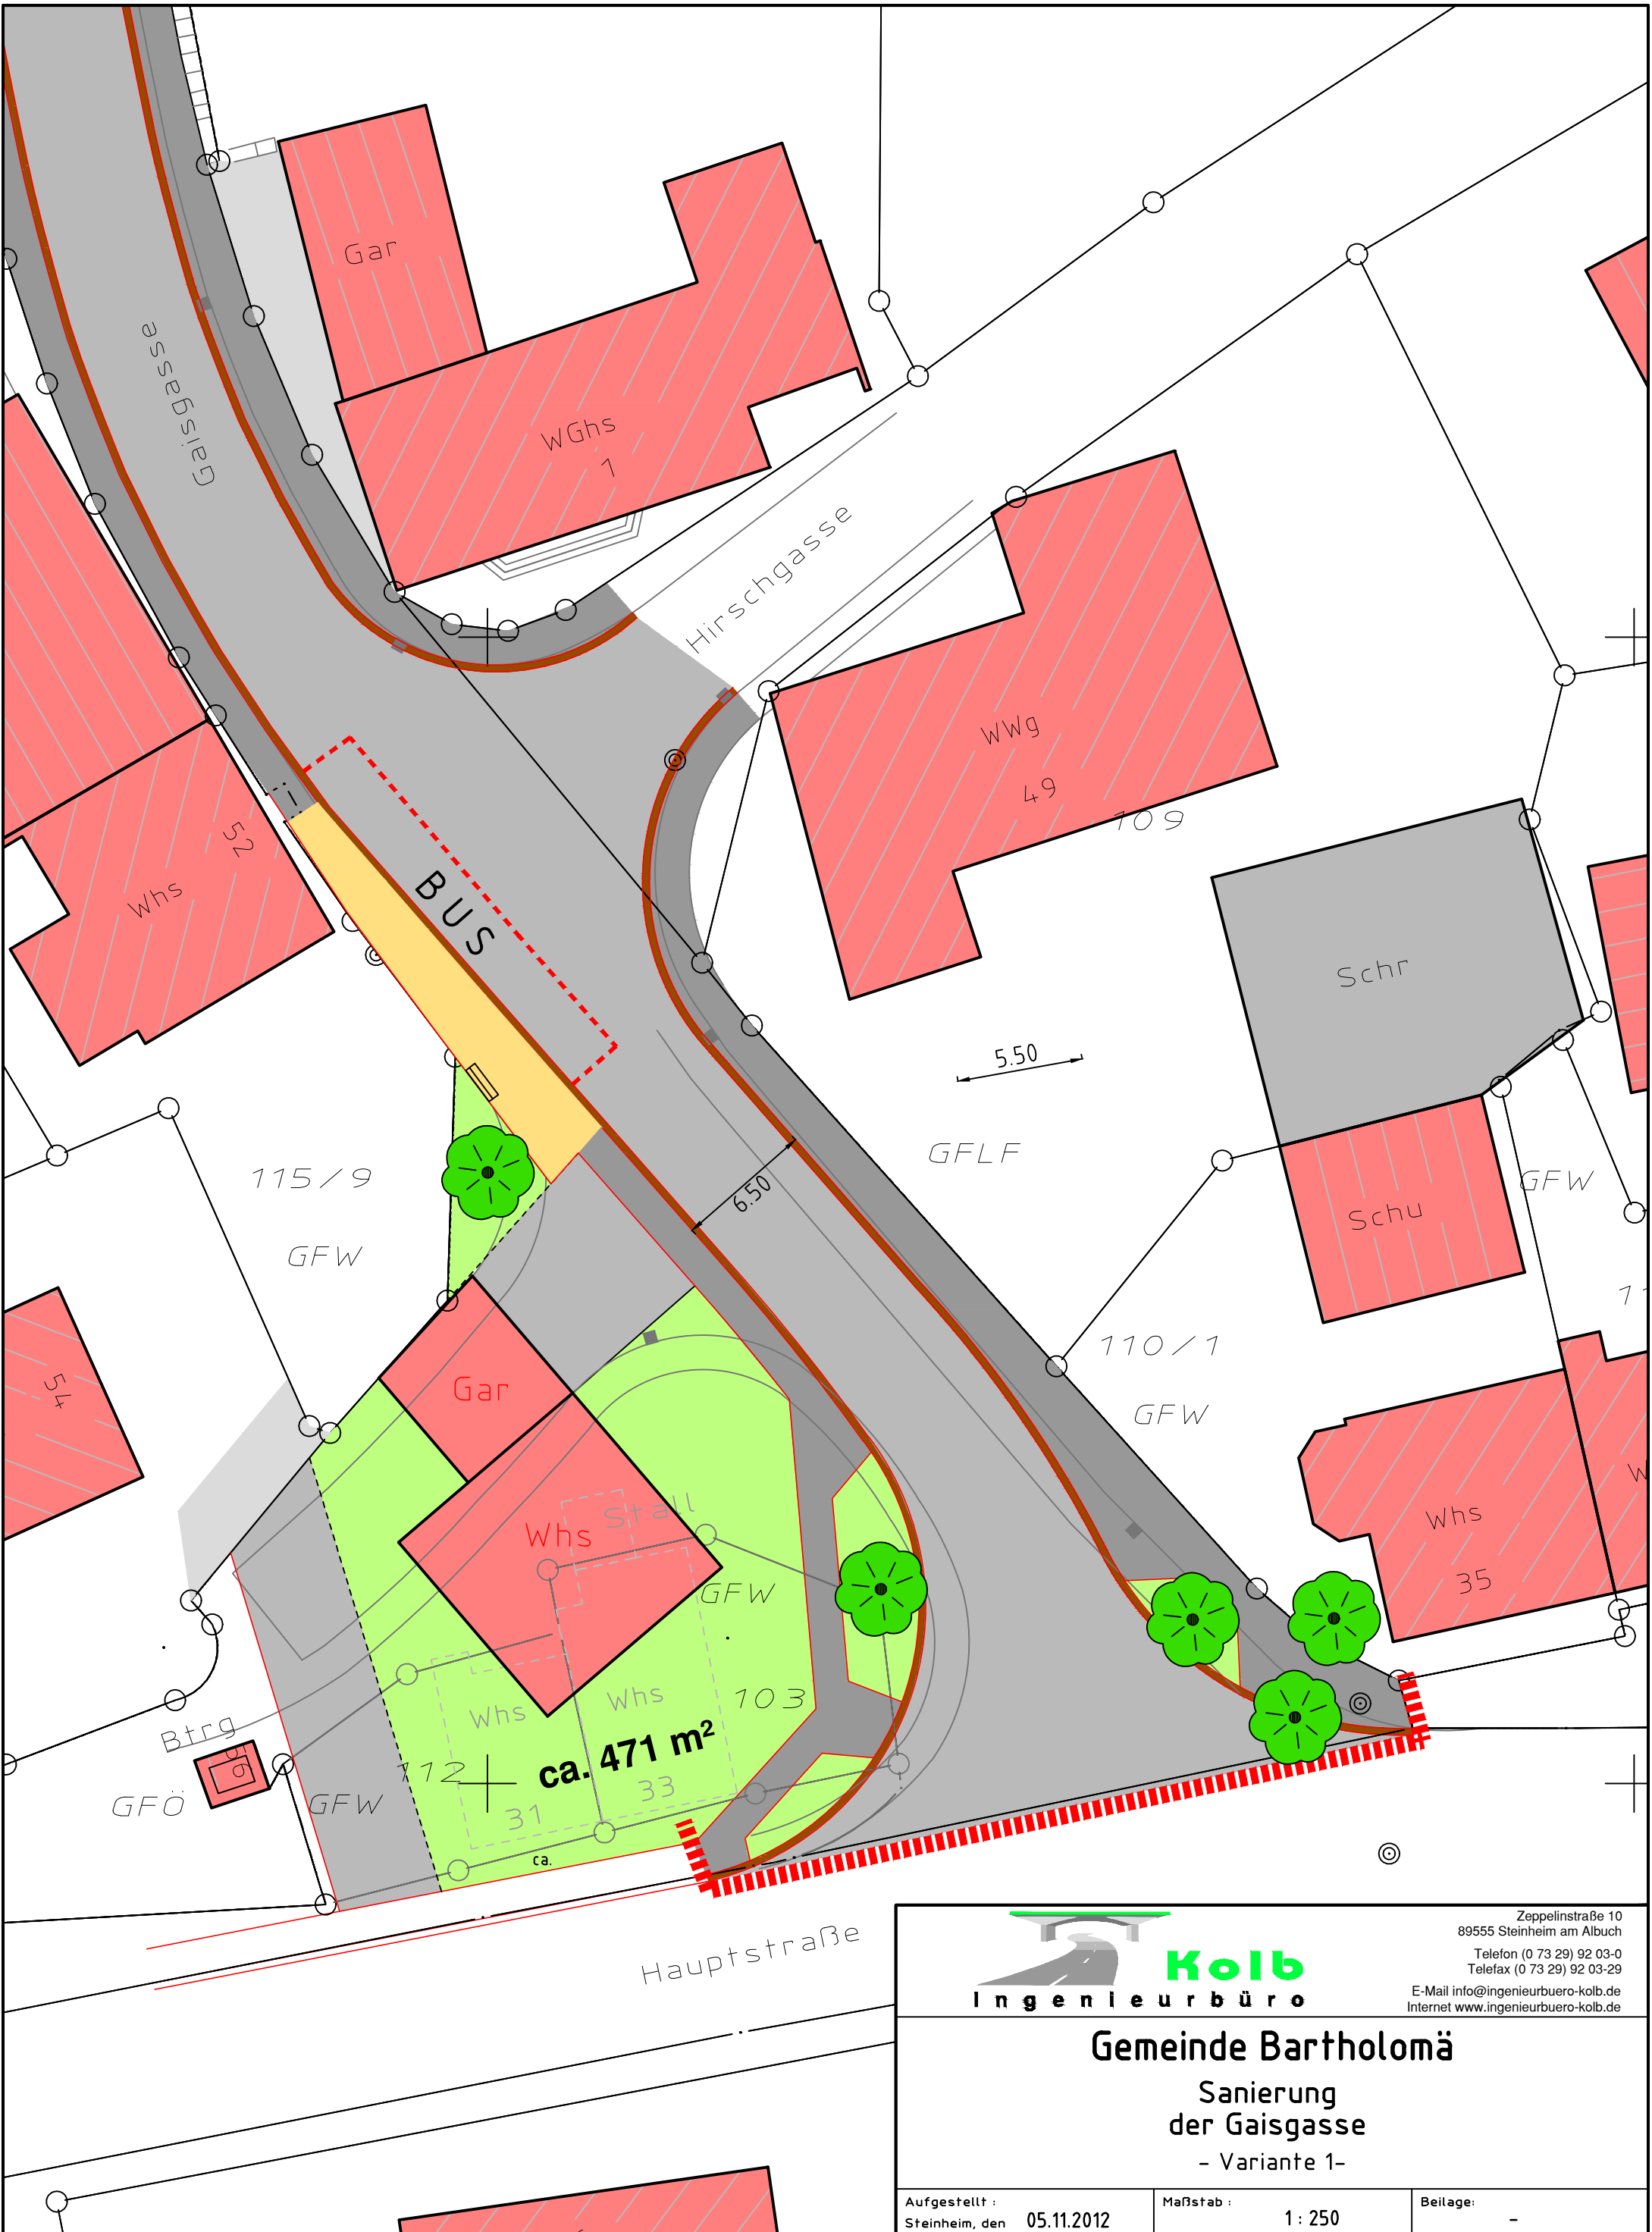 Gar
Gaisgasse
WGhs
1
Hirschgasse
WWg
49
109
52
Whs
BUS
Schr
5.50
GFLF
115/9
GFW
6.50
GFW
Schu
110/1
GFW
54
Gar
Whs
Stall
GFW
Whs
35
Whs
Whs
103
Btrg
GFÖ
GFW
112
ca. 471 m²
31
33
ca.
Hauptstraße
Zeppelinstraße 10
89555 Steinheim am Albuch
Telefon (0 73 29) 92 03-0
Telefax (0 73 29) 92 03-29
E-Mail info@ingenieurbuero-kolb.de
Internet www.ingenieurbuero-kolb.de
Kolb
Ingenieurbüro
Gemeinde Bartholomä
Sanierung
der Gaisgasse
- Variante 1-
Aufgestellt :
Steinheim, den 05.11.2012
Maßstab :
1 : 250
Beilage:
-